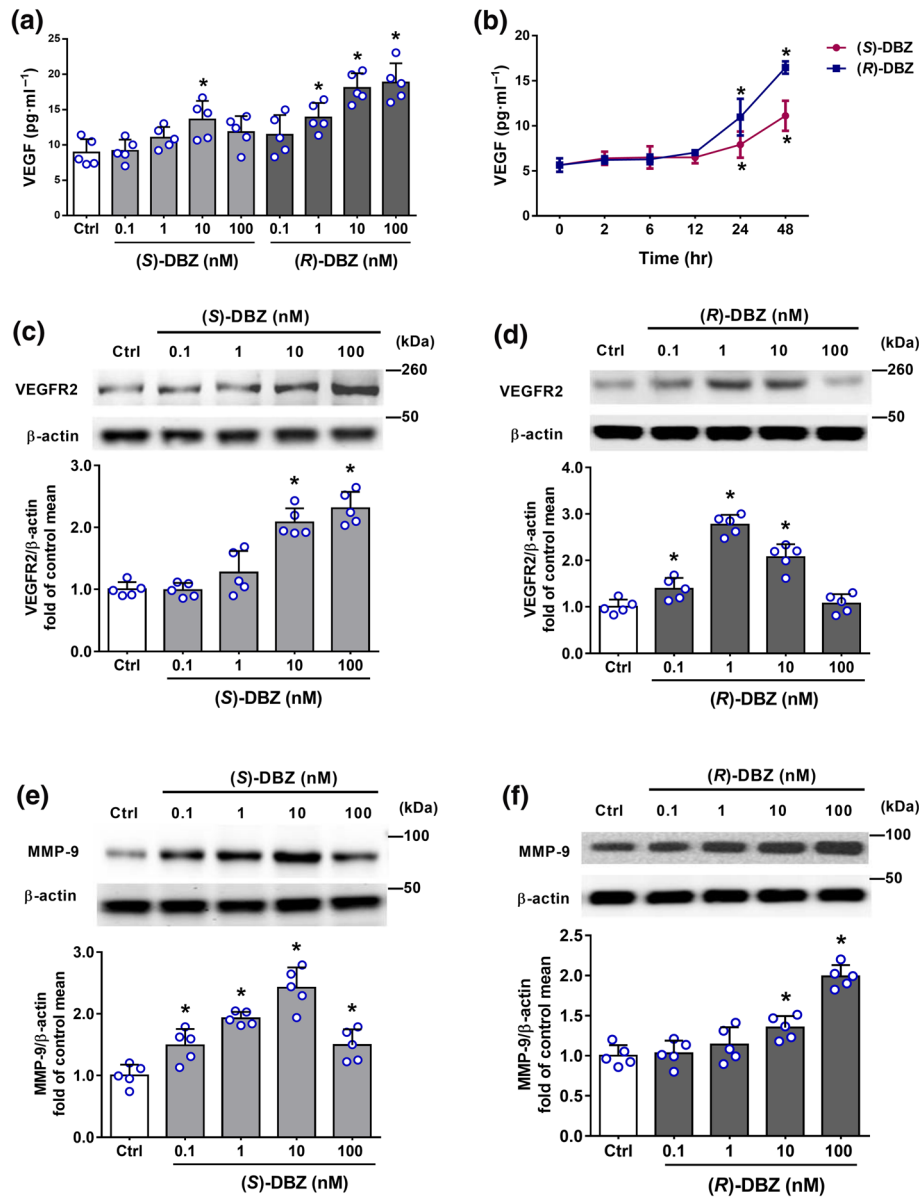 (a)
VEGF (pg·ml⁻¹)
25
20
15
10
5
0
* * * *
Ctrl 0.1 1 10 100 0.1 1 10 100
(S)-DBZ (nM) (R)-DBZ (nM)
(b)
VEGF (pg·ml⁻¹)
20
15
10
5
0
(S)-DBZ
(R)-DBZ
* *
* *
0 2 6 12 24 48
Time (hr)
(c)
(S)-DBZ (nM)
Ctrl 0.1 1 10 100 (kDa)
VEGFR2 260
β-actin 50
VEGFR2/β-actin
fold of control mean
3.0
2.0
1.0
0.0
* *
Ctrl 0.1 1 10 100
(S)-DBZ (nM)
(d)
(R)-DBZ (nM)
Ctrl 0.1 1 10 100 (kDa)
VEGFR2 260
β-actin 50
VEGFR2/β-actin
fold of control mean
4.0
3.0
2.0
1.0
0.0
* * *
Ctrl 0.1 1 10 100
(R)-DBZ (nM)
(e)
(S)-DBZ (nM)
Ctrl 0.1 1 10 100 (kDa)
MMP-9 100
β-actin 50
MMP-9/β-actin
fold of control mean
3.0
2.0
1.0
0.0
* * * *
Ctrl 0.1 1 10 100
(S)-DBZ (nM)
(f)
(R)-DBZ (nM)
Ctrl 0.1 1 10 100 (kDa)
MMP-9 100
β-actin 50
MMP-9/β-actin
fold of control mean
2.5
2.0
1.5
1.0
0.5
0.0
* *
Ctrl 0.1 1 10 100
(R)-DBZ (nM)